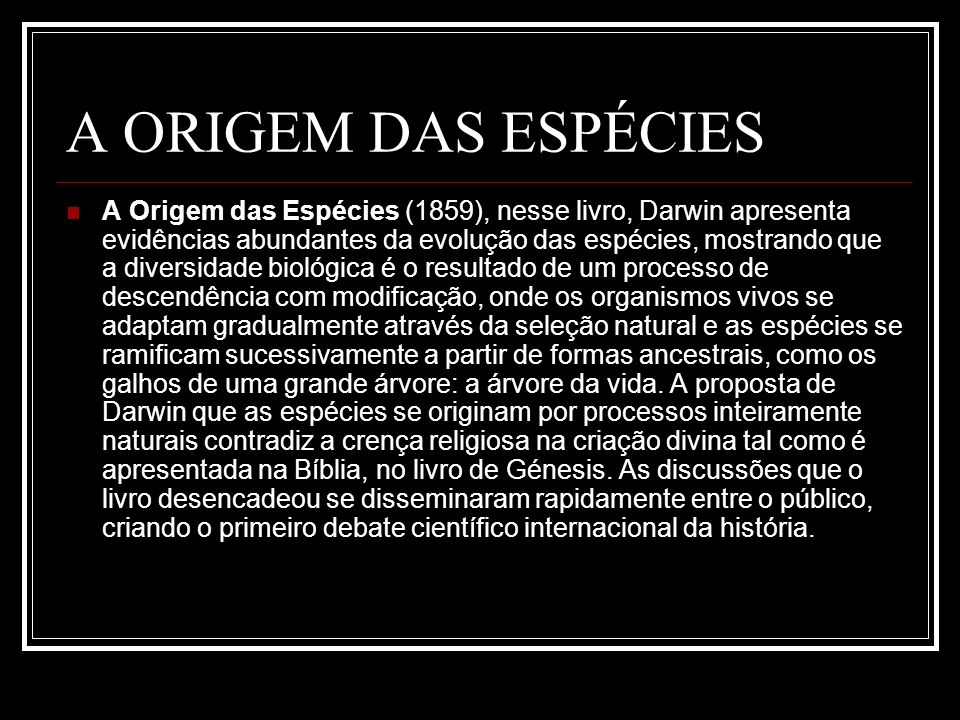 A ORIGEM DAS ESPÉCIES
A Origem das Espécies (1859), nesse livro, Darwin apresenta
evidências abundantes da evolução das espécies, mostrando que
a diversidade biológica é o resultado de um processo de
descendência com modificação, onde os organismos vivos se
adaptam gradualmente através da seleção natural e as espécies se
ramificam sucessivamente a partir de formas ancestrais, como os
galhos de uma grande árvore: a árvore da vida. A proposta de
Darwin que as espécies se originam por processos inteiramente
naturais contradiz a crença religiosa na criação divina tal como é
apresentada na Bíblia, no livro de Génesis. As discussões que o
livro desencadeou se disseminaram rapidamente entre o público,
criando o primeiro debate científico internacional da história.